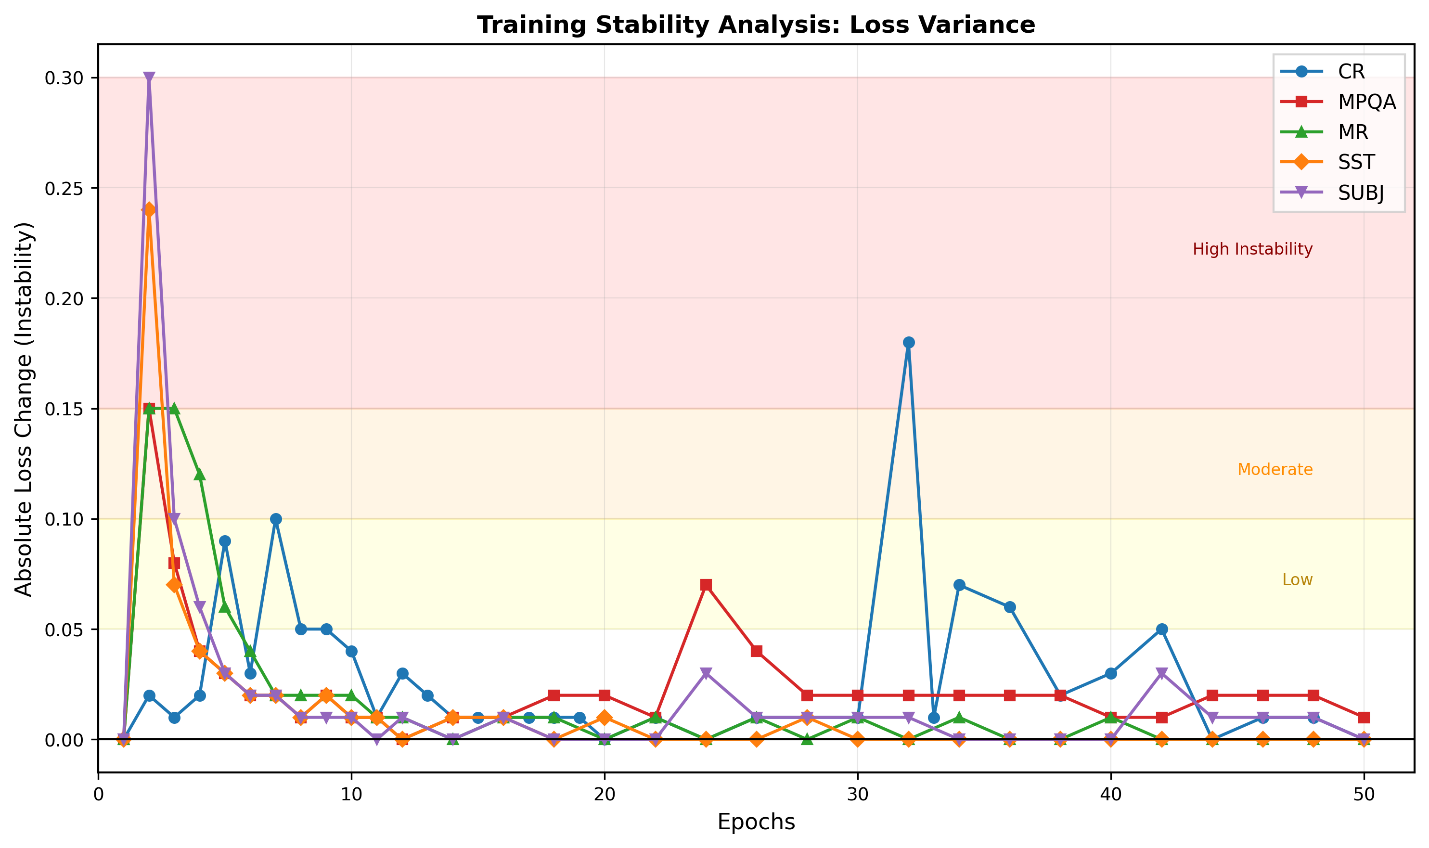 Training Stability Analysis: Loss Variance
Absolute Loss Change (Instability)
0.30
0.25
0.20
0.15
0.10
0.05
0.00
CR
MPQA
MR
SST
SUBJ
High Instability
Moderate
Low
0 10 20 30 40 50
Epochs